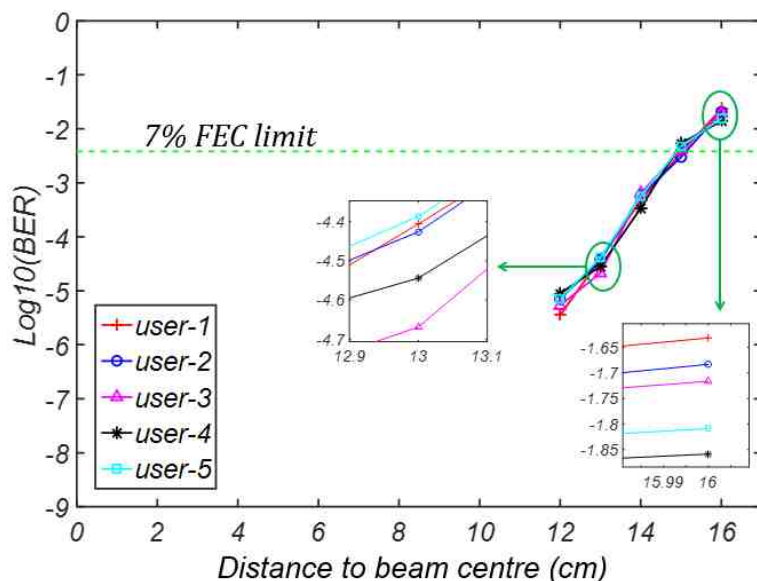 0
-1
-2
-3
-4
-5
-6
-7
-8
-9
Log10(BER)
7% FEC limit
-4.4
-4.5
-4.6
-4.7
12.9 13 13.1
-1.65
-1.7
-1.75
-1.8
-1.85
15.99 16
user-1
user-2
user-3
user-4
user-5
0 2 4 6 8 10 12 14 16
Distance to beam centre (cm)